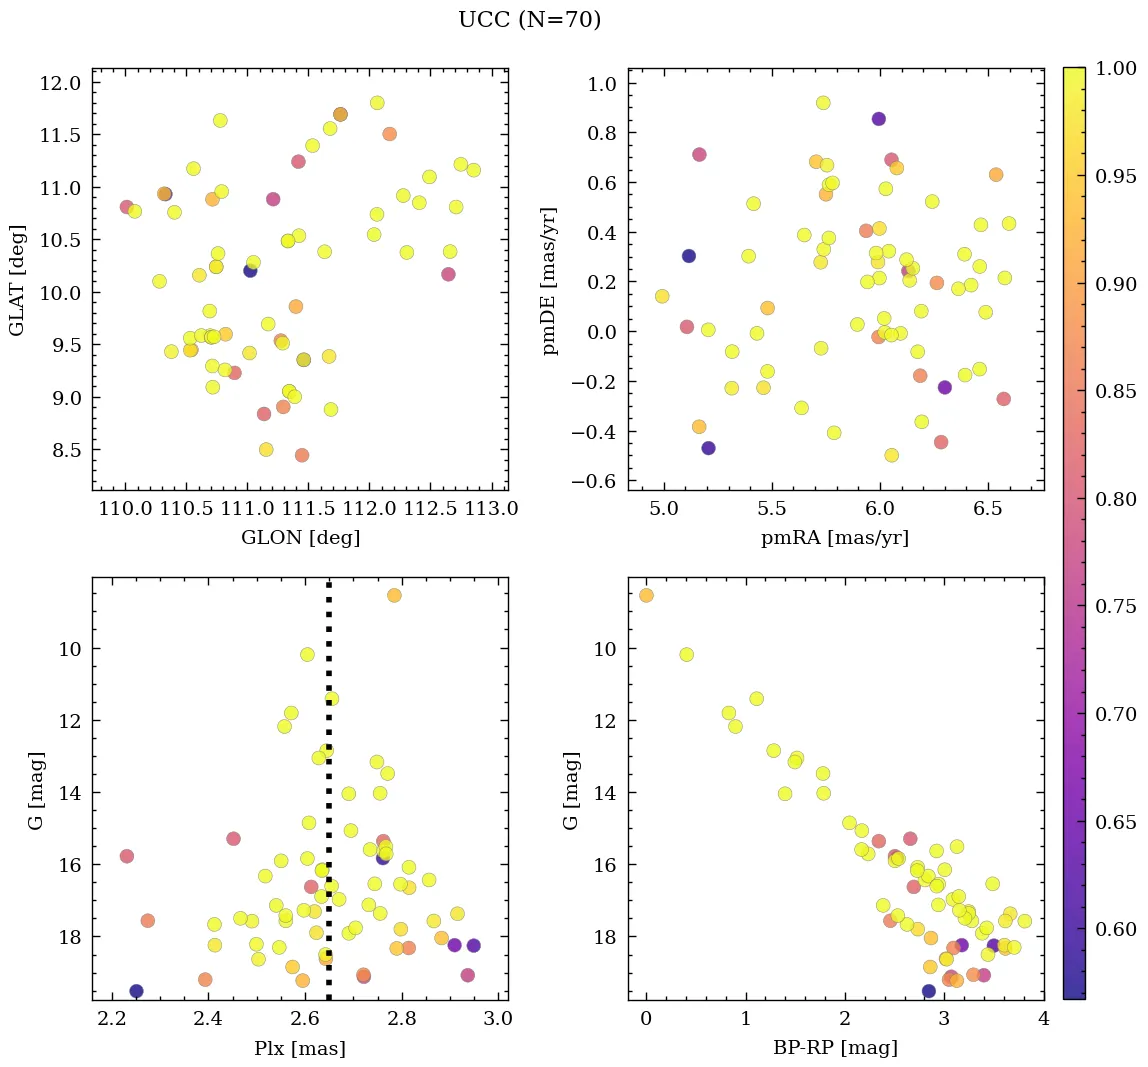 UCC (N=70)
12.0
11.5
11.0
10.5
10.0
9.5
9.0
8.5
GLAT [deg]
110.0 110.5 111.0 111.5 112.0 112.5 113.0
GLON [deg]
1.0
0.8
0.6
0.4
0.2
0.0
−0.2
−0.4
−0.6
pmDE [mas/yr]
5.0 5.5 6.0 6.5
pmRA [mas/yr]
10
12
14
16
18
G [mag]
2.2 2.4 2.6 2.8 3.0
Plx [mas]
10
12
14
16
18
G [mag]
0 1 2 3 4
BP-RP [mag]
1.00
0.95
0.90
0.85
0.80
0.75
0.70
0.65
0.60